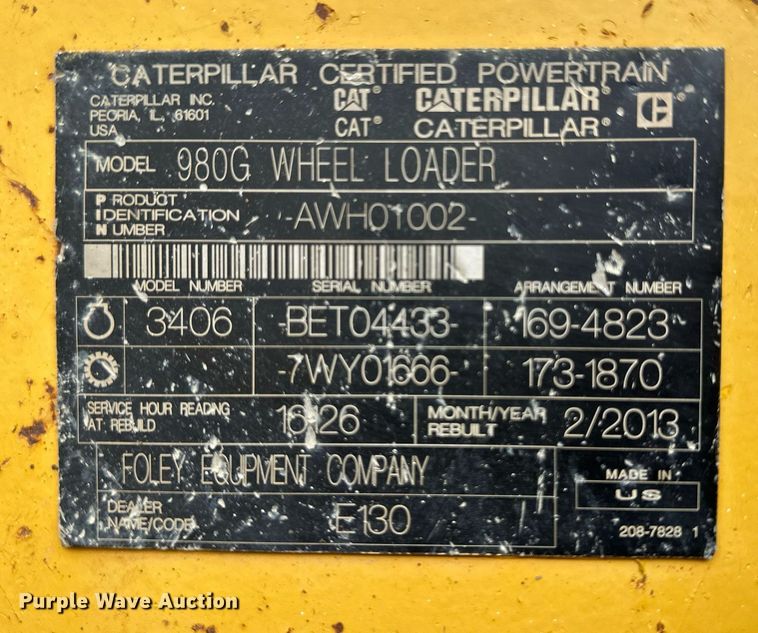 CATERPILLAR CERTIFIED POWERTRAIN
CATERPILLAR INC.
PEORIA, IL, 61601
USA
CAT® CATERPILLAR® C®
CAT® CATERPILLAR®
MODEL 980G WHEEL LOADER
PRODUCT
IDENTIFICATION
NUMBER
-AWH01002-
MODEL NUMBER SERIAL NUMBER ARRANGEMENT NUMBER
3406 -BET04433- 169-4823
-7WY01666- 173-1870
SERVICE HOUR READING
AT REBUILD
16126
MONTH/YEAR
REBUILT
2/2013
FOLEY EQUIPMENT COMPANY
DEALER
NAME/CODE
E130
MADE IN
US
208-7828 1
Purple Wave Auction